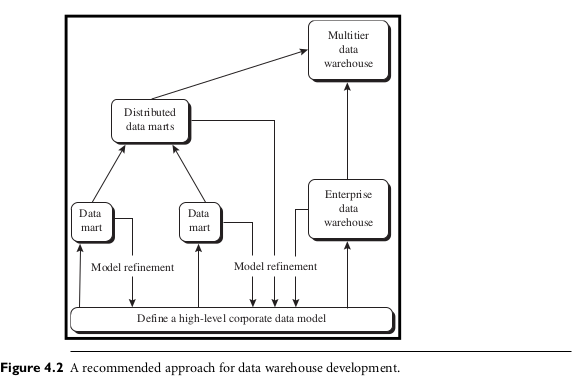 Multitier
data
warehouse
Distributed
data marts
Data
mart
Data
mart
Enterprise
data
warehouse
Model refinement
Model refinement
Define a high-level corporate data model
Figure 4.2 A recommended approach for data warehouse development.